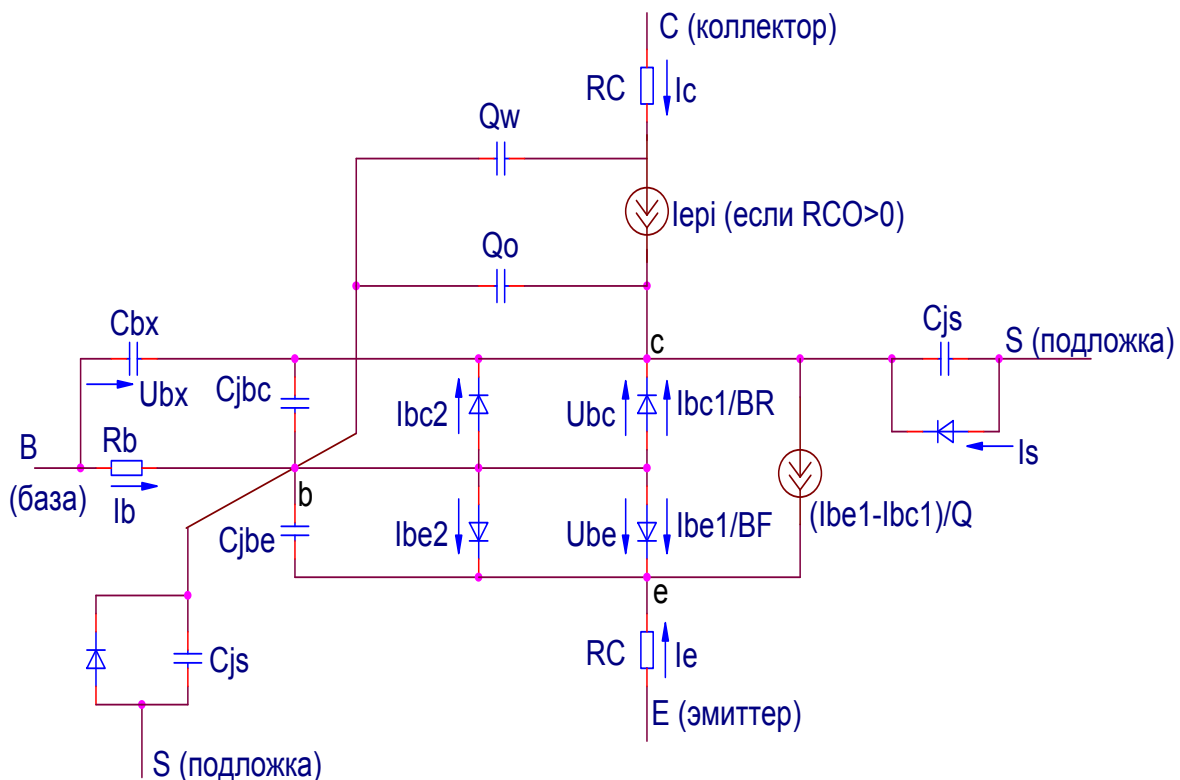 C (коллектор)
RC
Ic
Qw
Iepi (если RCO>0)
Qo
Cbx
c
Cjs
S (подложка)
Ubx
Cjbc
Ibc2
Ubc
Ibc1/BR
B
Rb
Is
(база)
Ib
b
Cjbe
Ibe2
Ube
Ibe1/BF
(Ibe1-Ibc1)/Q
e
Cjs
RC
Ie
E (эмиттер)
S (подложка)